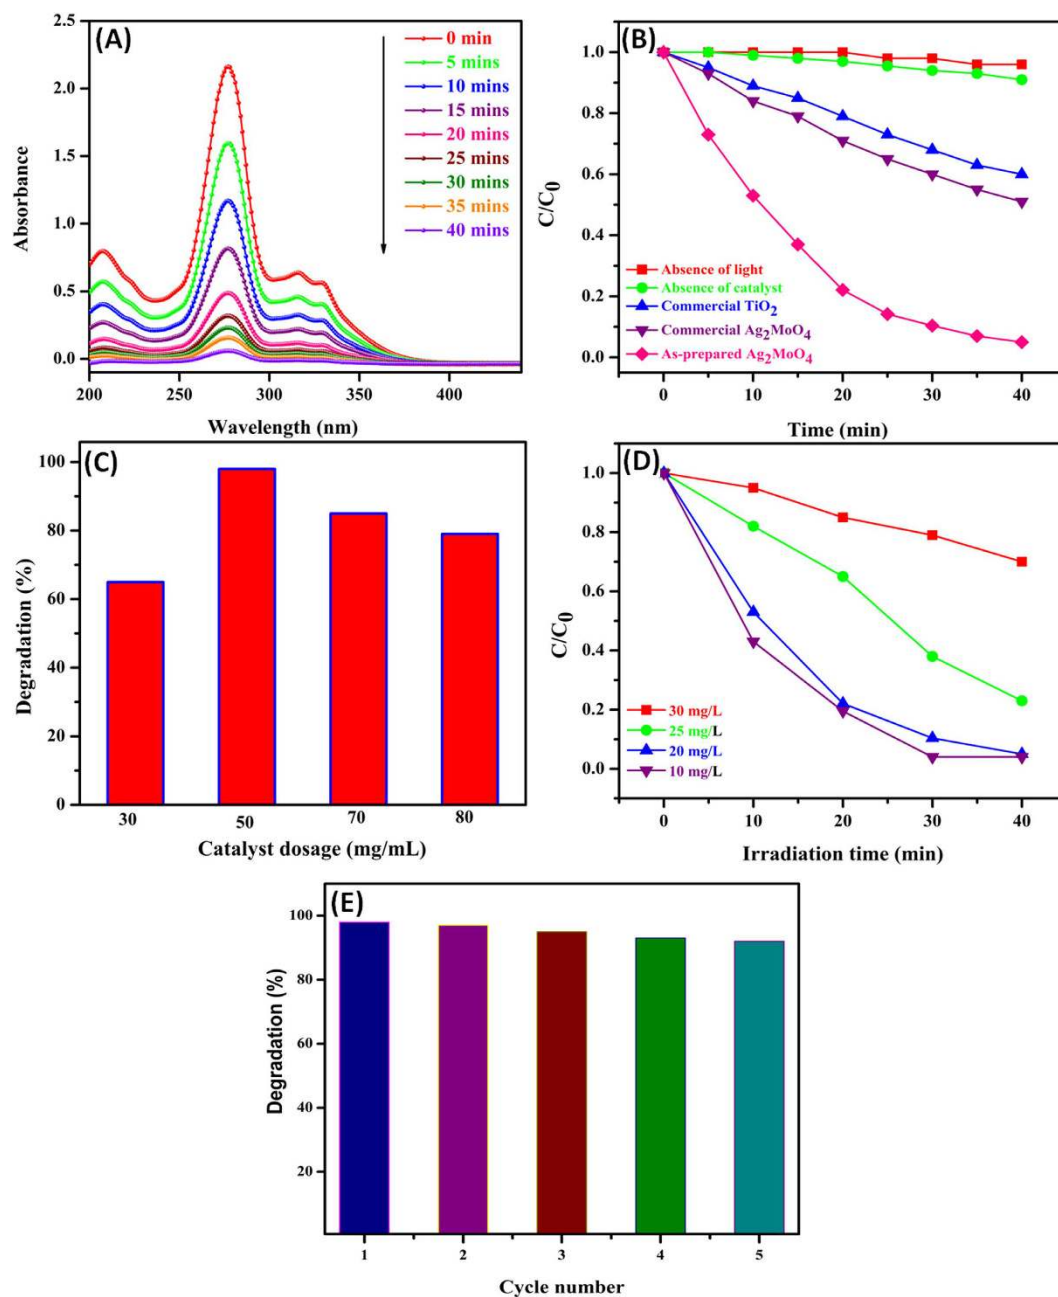 (A)
2.5
2.0
1.5
1.0
0.5
0.0
Absorbance
0 min
5 mins
10 mins
15 mins
20 mins
25 mins
30 mins
35 mins
40 mins
200 250 300 350 400
Wavelength (nm)
(B)
1.0
0.8
0.6
0.4
0.2
0.0
C/C0
Absence of light
Absence of catalyst
Commercial TiO2
Commercial Ag2MoO4
As-prepared Ag2MoO4
0 10 20 30 40
Time (min)
(C)
100
80
60
40
20
0
Degradation (%)
30 50 70 80
Catalyst dosage (mg/mL)
(D)
1.0
0.8
0.6
0.4
0.2
0.0
C/C0
30 mg/L
25 mg/L
20 mg/L
10 mg/L
0 10 20 30 40
Irradiation time (min)
(E)
100
80
60
40
20
Degradation (%)
1 2 3 4 5
Cycle number